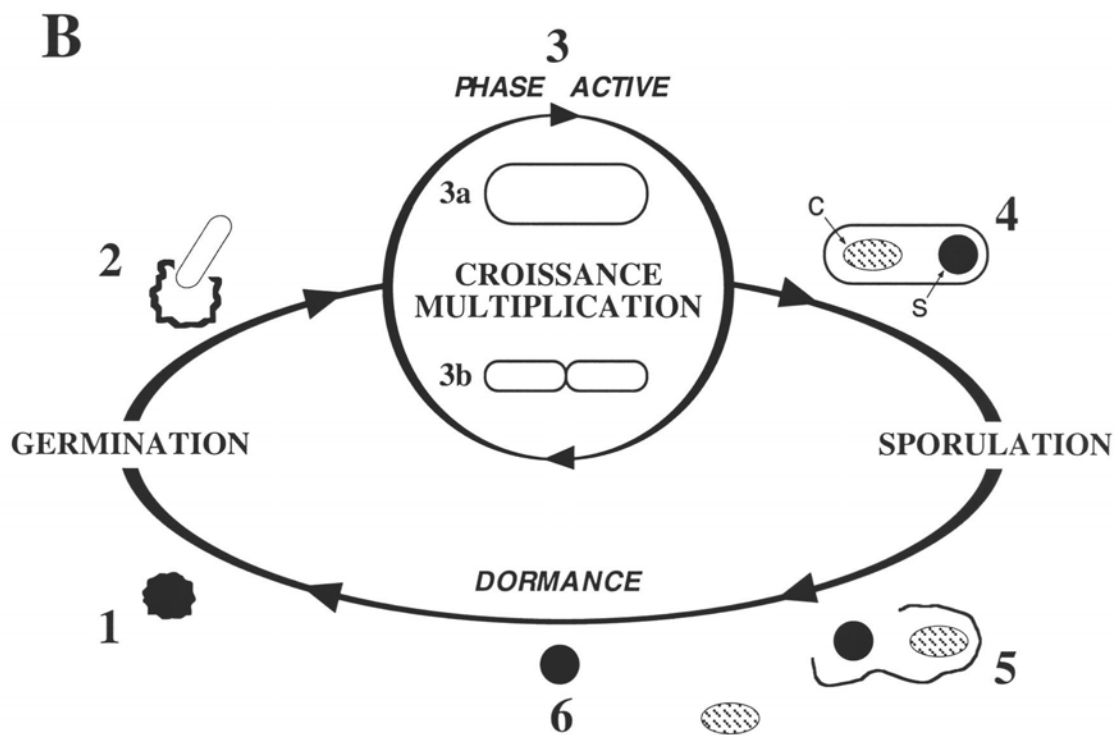 B
3
PHASE ACTIVE
3a
C
4
2
CROISSANCE
MULTIPLICATION
S
3b
GERMINATION
SPORULATION
DORMANCE
1
5
6